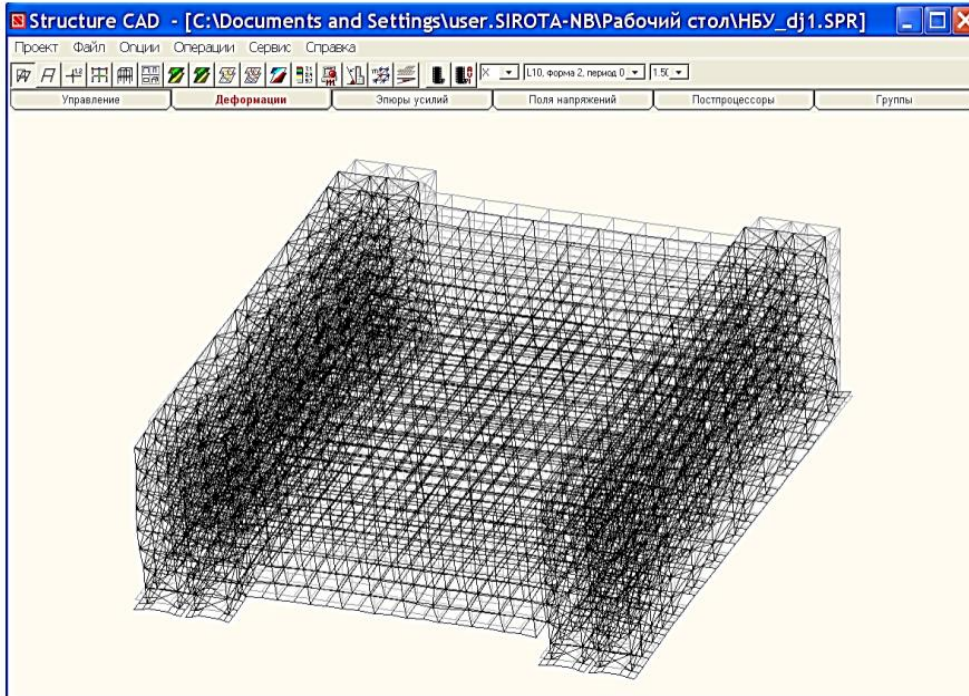 Structure CAD - [C:\Documents and Settings\user.SIROTA-NB\Рабочий стол\НБУ_dj1.SPR]
Проект Файл Опции Операции Сервис Справка
X L10, форма 2, период 0 1.50
Управление Деформации Эпюры усилий Поля напряжений Постпроцессоры Группы